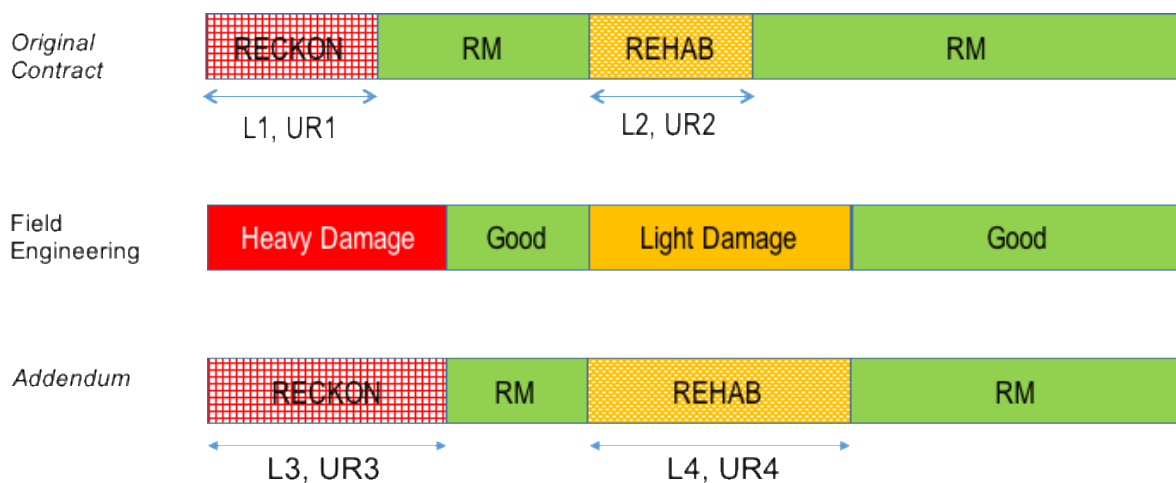 Original
Contract
RECKON
RM
REHAB
RM
L1, UR1
L2, UR2
Field
Engineering
Heavy Damage
Good
Light Damage
Good
Addendum
RECKON
RM
REHAB
RM
L3, UR3
L4, UR4